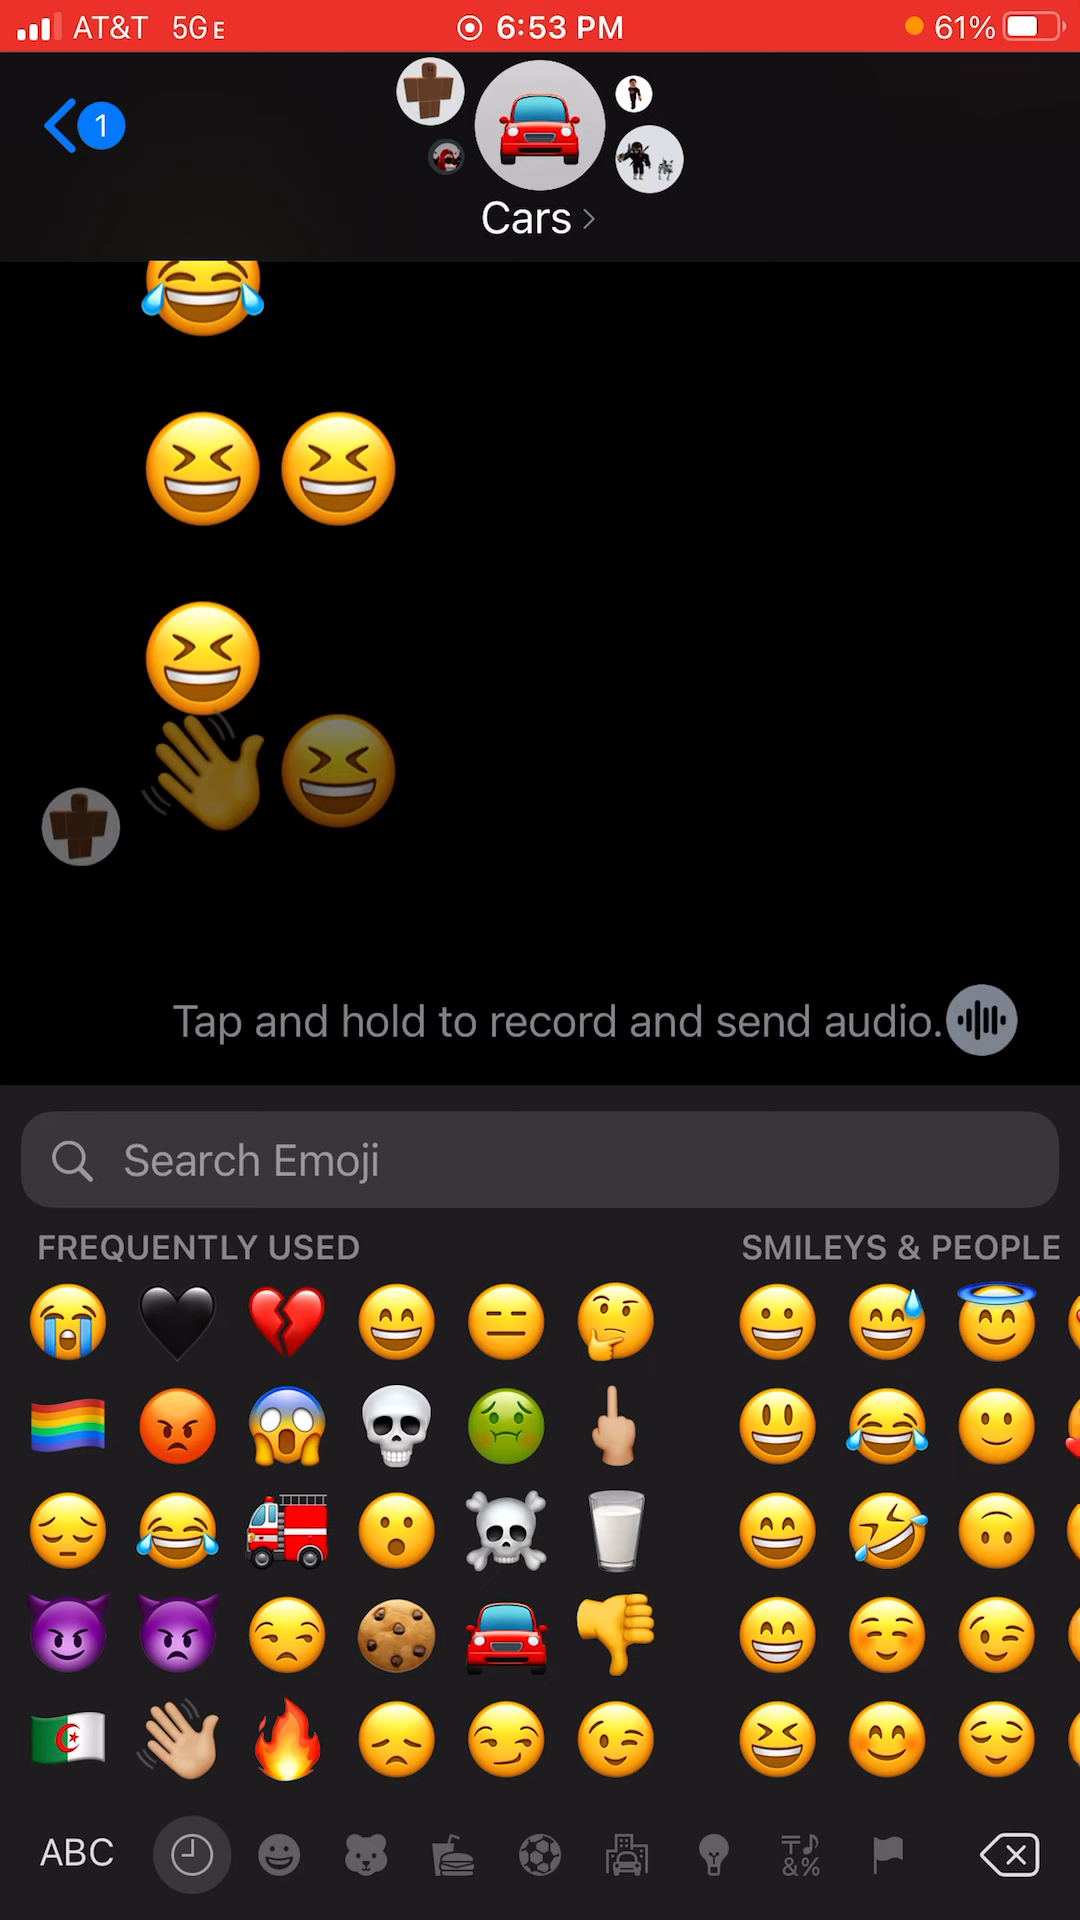 AT&T 5GE 6:53 PM 61%
1
Cars
Tap and hold to record and send audio.
Search Emoji
FREQUENTLY USED SMILEYS & PEOPLE
ABC
&%